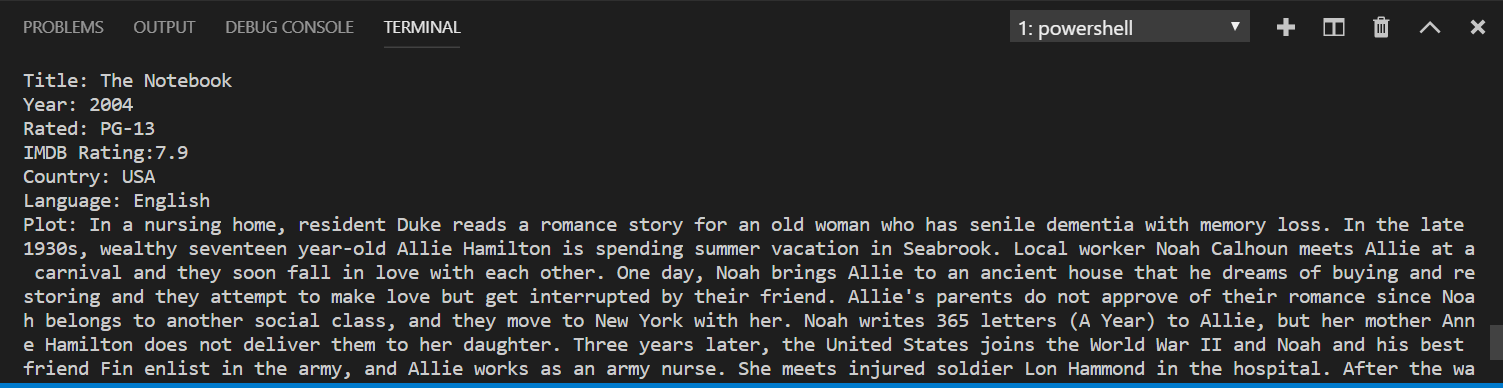 PROBLEMS OUTPUT DEBUG CONSOLE TERMINAL 1: powershell
Title: The Notebook
Year: 2004
Rated: PG-13
IMDB Rating:7.9
Country: USA
Language: English
Plot: In a nursing home, resident Duke reads a romance story for an old woman who has senile dementia with memory loss. In the late
1930s, wealthy seventeen year-old Allie Hamilton is spending summer vacation in Seabrook. Local worker Noah Calhoun meets Allie at a
 carnival and they soon fall in love with each other. One day, Noah brings Allie to an ancient house that he dreams of buying and re
storing and they attempt to make love but get interrupted by their friend. Allie's parents do not approve of their romance since Noa
h belongs to another social class, and they move to New York with her. Noah writes 365 letters (A Year) to Allie, but her mother Ann
e Hamilton does not deliver them to her daughter. Three years later, the United States joins the World War II and Noah and his best
friend Fin enlist in the army, and Allie works as an army nurse. She meets injured soldier Lon Hammond in the hospital. After the wa